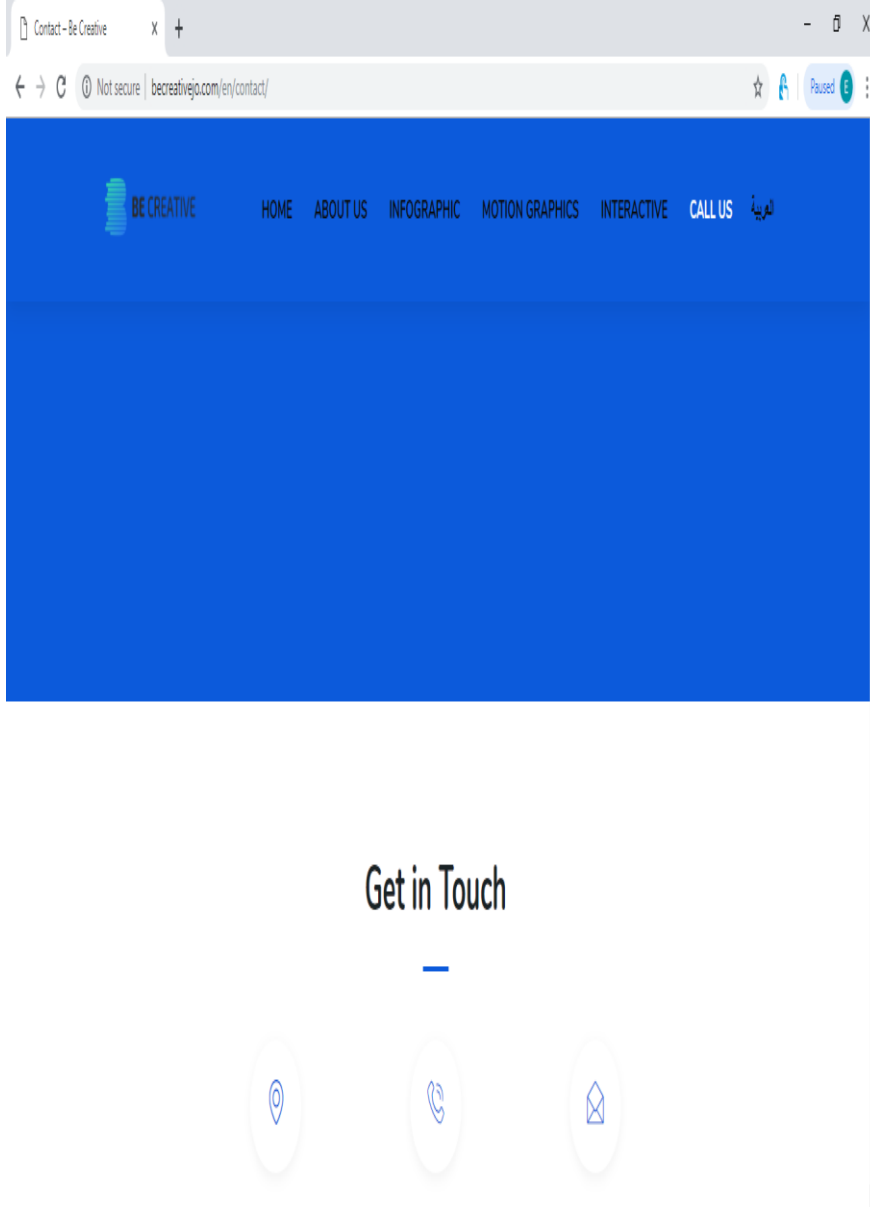 Contact – Be Creative
Not secure | becreativejo.com/en/contact/ Paused E
BE CREATIVE HOME ABOUT US INFOGRAPHIC MOTION GRAPHICS INTERACTIVE CALL US العربية
Get in Touch